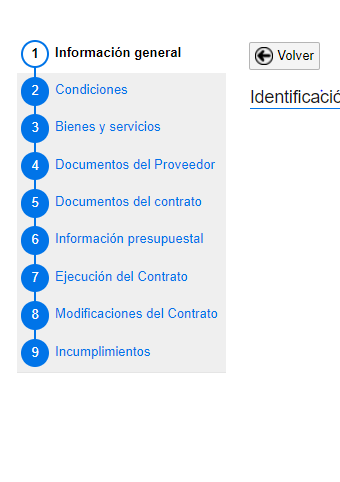 1 Información general
2 Condiciones
3 Bienes y servicios
4 Documentos del Proveedor
5 Documentos del contrato
6 Información presupuestal
7 Ejecución del Contrato
8 Modificaciones del Contrato
9 Incumplimientos
Volver
Identificació